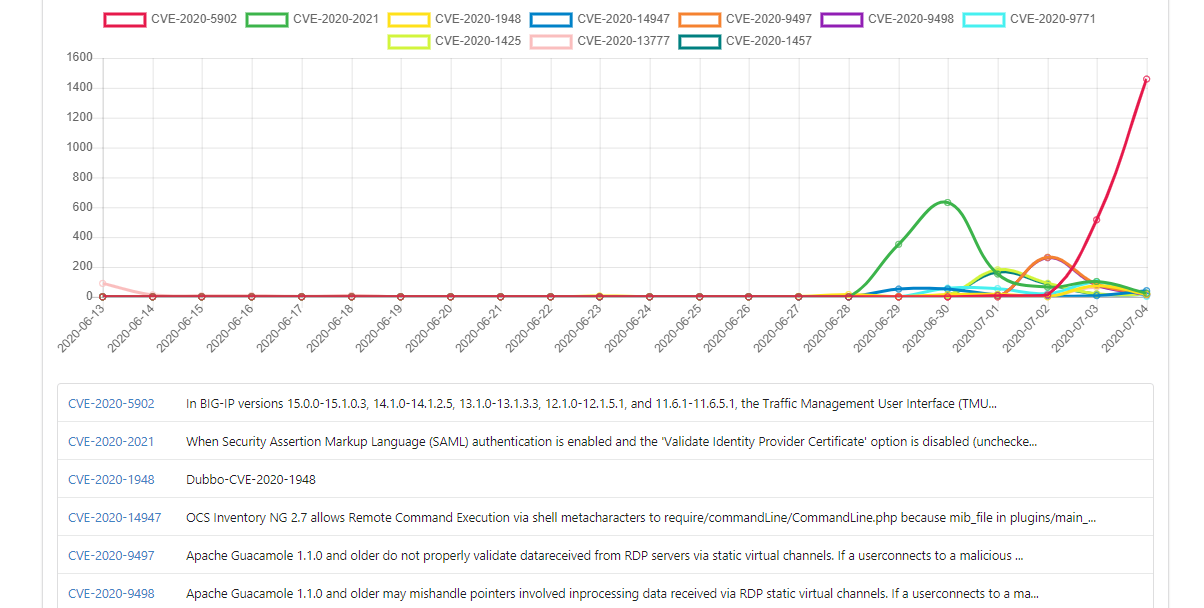 CVE-2020-5902 CVE-2020-2021 CVE-2020-1948 CVE-2020-14947 CVE-2020-9497 CVE-2020-9498 CVE-2020-9771
CVE-2020-1425 CVE-2020-13777 CVE-2020-1457
1600
1400
1200
1000
800
600
400
200
0
2020-06-13 2020-06-14 2020-06-15 2020-06-16 2020-06-17 2020-06-18 2020-06-19 2020-06-20 2020-06-21 2020-06-22 2020-06-23 2020-06-24 2020-06-25 2020-06-26 2020-06-27 2020-06-28 2020-06-29 2020-06-30 2020-07-01 2020-07-02 2020-07-03 2020-07-04
CVE-2020-5902 In BIG-IP versions 15.0.0-15.1.0.3, 14.1.0-14.1.2.5, 13.1.0-13.1.3.3, 12.1.0-12.1.5.1, and 11.6.1-11.6.5.1, the Traffic Management User Interface (TMU...
CVE-2020-2021 When Security Assertion Markup Language (SAML) authentication is enabled and the 'Validate Identity Provider Certificate' option is disabled (unchecke...
CVE-2020-1948 Dubbo-CVE-2020-1948
CVE-2020-14947 OCS Inventory NG 2.7 allows Remote Command Execution via shell metacharacters to require/commandLine/CommandLine.php because mib_file in plugins/main_...
CVE-2020-9497 Apache Guacamole 1.1.0 and older do not properly validate datareceived from RDP servers via static virtual channels. If a userconnects to a malicious ...
CVE-2020-9498 Apache Guacamole 1.1.0 and older may mishandle pointers involved inprocessing data received via RDP static virtual channels. If a userconnects to a ma...